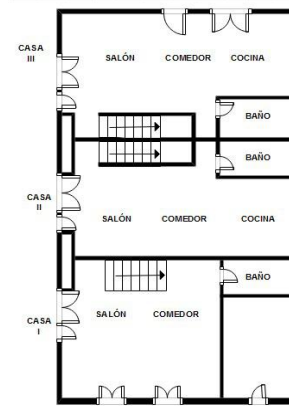 CASA
III
SALÓN COMEDOR COCINA
BAÑO
BAÑO
CASA
II
SALÓN COMEDOR COCINA
BAÑO
CASA
I
SALÓN COMEDOR